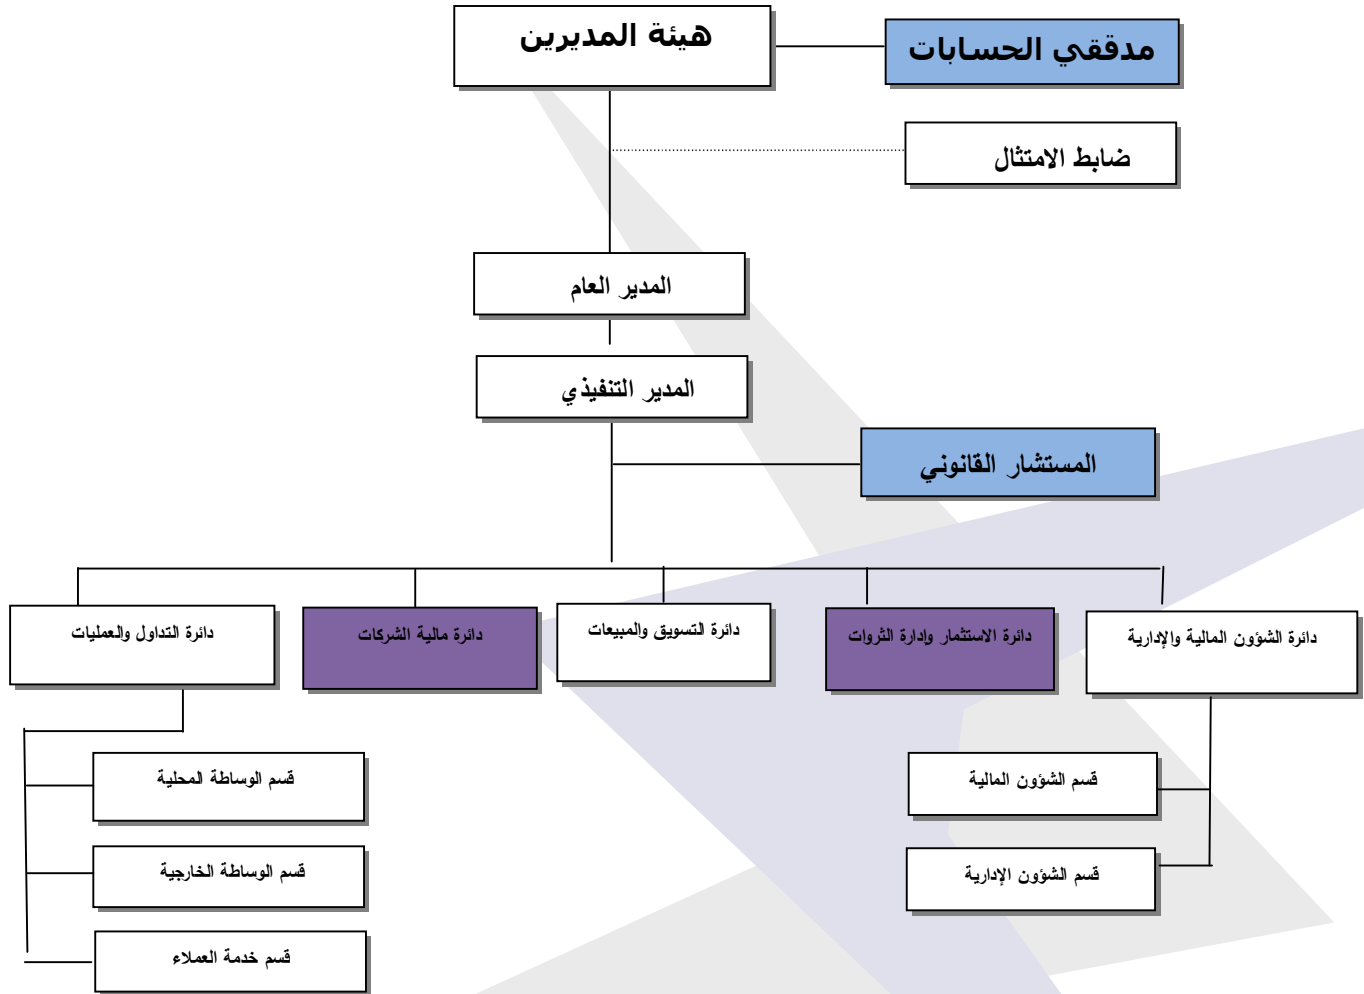 هيئة المديرين
مدققي الحسابات
ضابط الامتثال
المدير العام
المدير التنفيذي
المستشار القانوني
دائرة الشؤون المالية والإدارية
دائرة الاستثمار وإدارة الثروات
دائرة التسويق والمبيعات
دائرة مالية الشركات
دائرة التداول والعمليات
قسم الشؤون المالية
قسم الشؤون الإدارية
قسم الوساطة المحلية
قسم الوساطة الخارجية
قسم خدمة العملاء